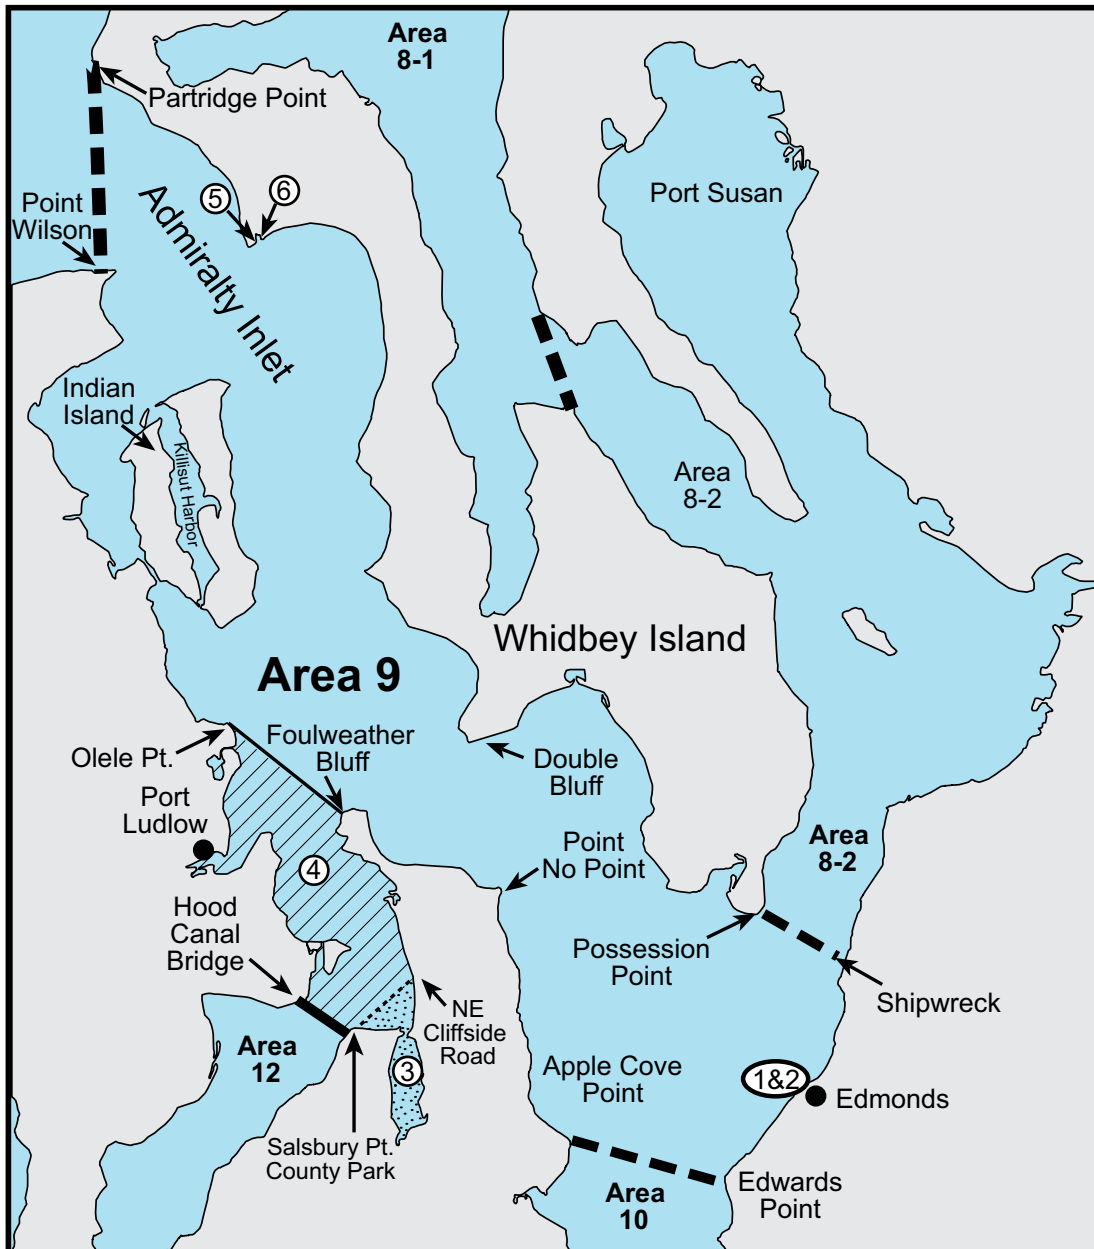 Area
8-1
Partridge Point
Point
Wilson
5
6
Port Susan
Admiralty Inlet
Indian
Island
Killisut Harbor
Area
8-2
Whidbey Island
Area 9
Olele Pt.
Foulweather
Bluff
Double
Bluff
Port
Ludlow
Point
No Point
Area
8-2
4
Hood
Canal
Bridge
Possession
Point
Shipwreck
NE
Cliffside
Road
Area
12
3
Apple Cove
Point
1&2
Edmonds
Salsbury Pt.
County Park
Edwards
Point
Area
10